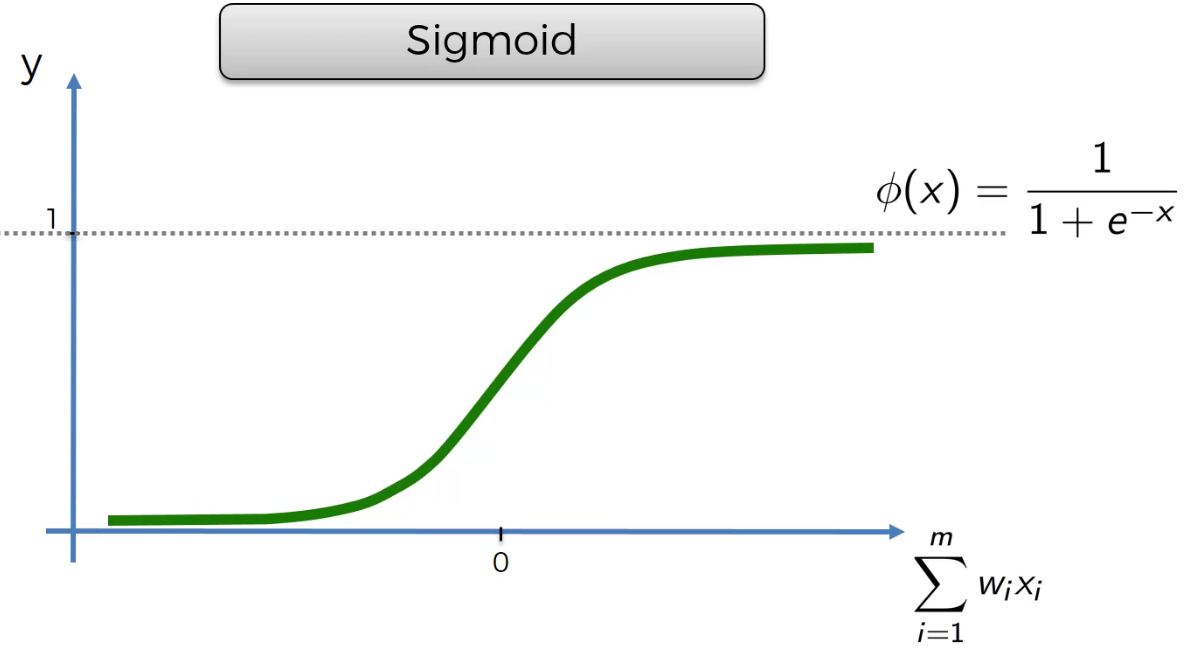 Sigmoid
y
ϕ(x) = 1 / (1 + e^{−x})
1
0
∑_{i=1}^{m} w_i x_i